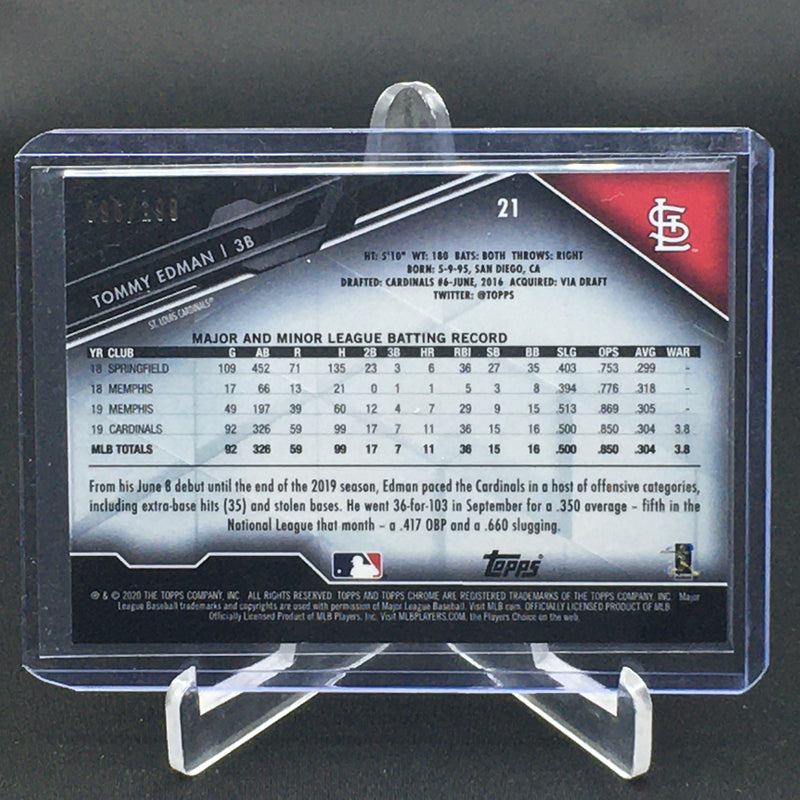 21
TOMMY EDMAN | 3B
ST. LOUIS CARDINALS®
HT: 5'10" WT: 180 BATS: BOTH THROWS: RIGHT
BORN: 5-9-95, SAN DIEGO, CA
DRAFTED: CARDINALS #6-JUNE, 2016 ACQUIRED: VIA DRAFT
TWITTER: @TOPPS
MAJOR AND MINOR LEAGUE BATTING RECORD
YR CLUB G AB R H 2B 3B HR RBI SB BB SLG OPS AVG WAR
18 SPRINGFIELD 109 452 71 135 23 3 6 36 27 35 .403 .753 .299 -
18 MEMPHIS 17 66 13 21 0 1 1 5 3 8 .394 .776 .318 -
19 MEMPHIS 49 197 39 60 12 4 7 29 9 15 .513 .869 .305 -
19 CARDINALS 92 326 59 99 17 7 11 36 15 16 .500 .850 .304 3.8
MLB TOTALS 92 326 59 99 17 7 11 36 15 16 .500 .850 .304 3.8
From his June 8 debut until the end of the 2019 season, Edman paced the Cardinals in a host of offensive categories,
including extra-base hits (35) and stolen bases. He went 36-for-103 in September for a .350 average – fifth in the
National League that month – a .417 OBP and a .660 slugging.
topps
® & © 2020 THE TOPPS COMPANY, INC. ALL RIGHTS RESERVED. TOPPS AND TOPPS CHROME ARE REGISTERED TRADEMARKS OF THE TOPPS COMPANY, INC. Major
League Baseball trademarks and copyrights are used with permission of Major League Baseball. Visit MLB.com. OFFICIALLY LICENSED PRODUCT OF MLB
Officially Licensed Product of MLB Players, Inc. Visit MLBPLAYERS.COM, the Players Choice on the web.